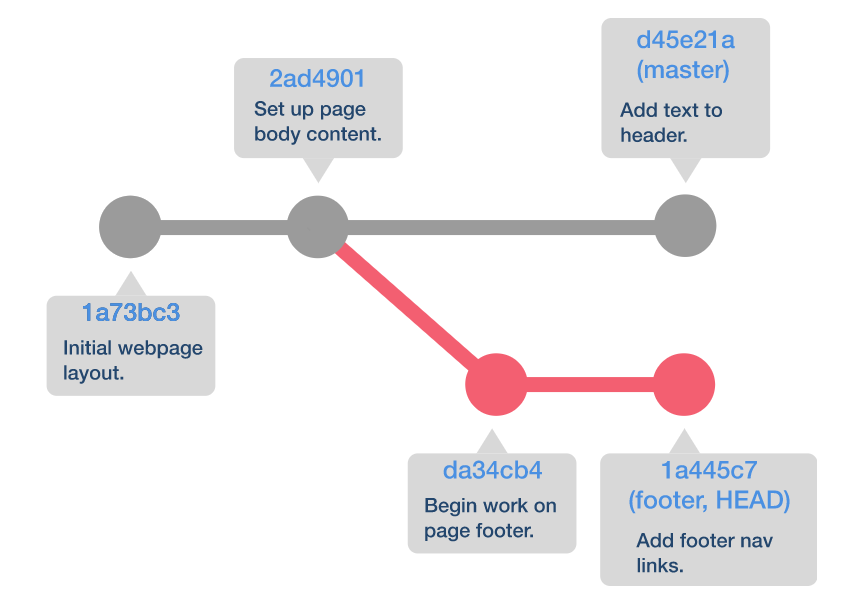 2ad4901
Set up page
body content.
d45e21a
(master)
Add text to
header.
1a73bc3
Initial webpage
layout.
da34cb4
Begin work on
page footer.
1a445c7
(footer, HEAD)
Add footer nav
links.